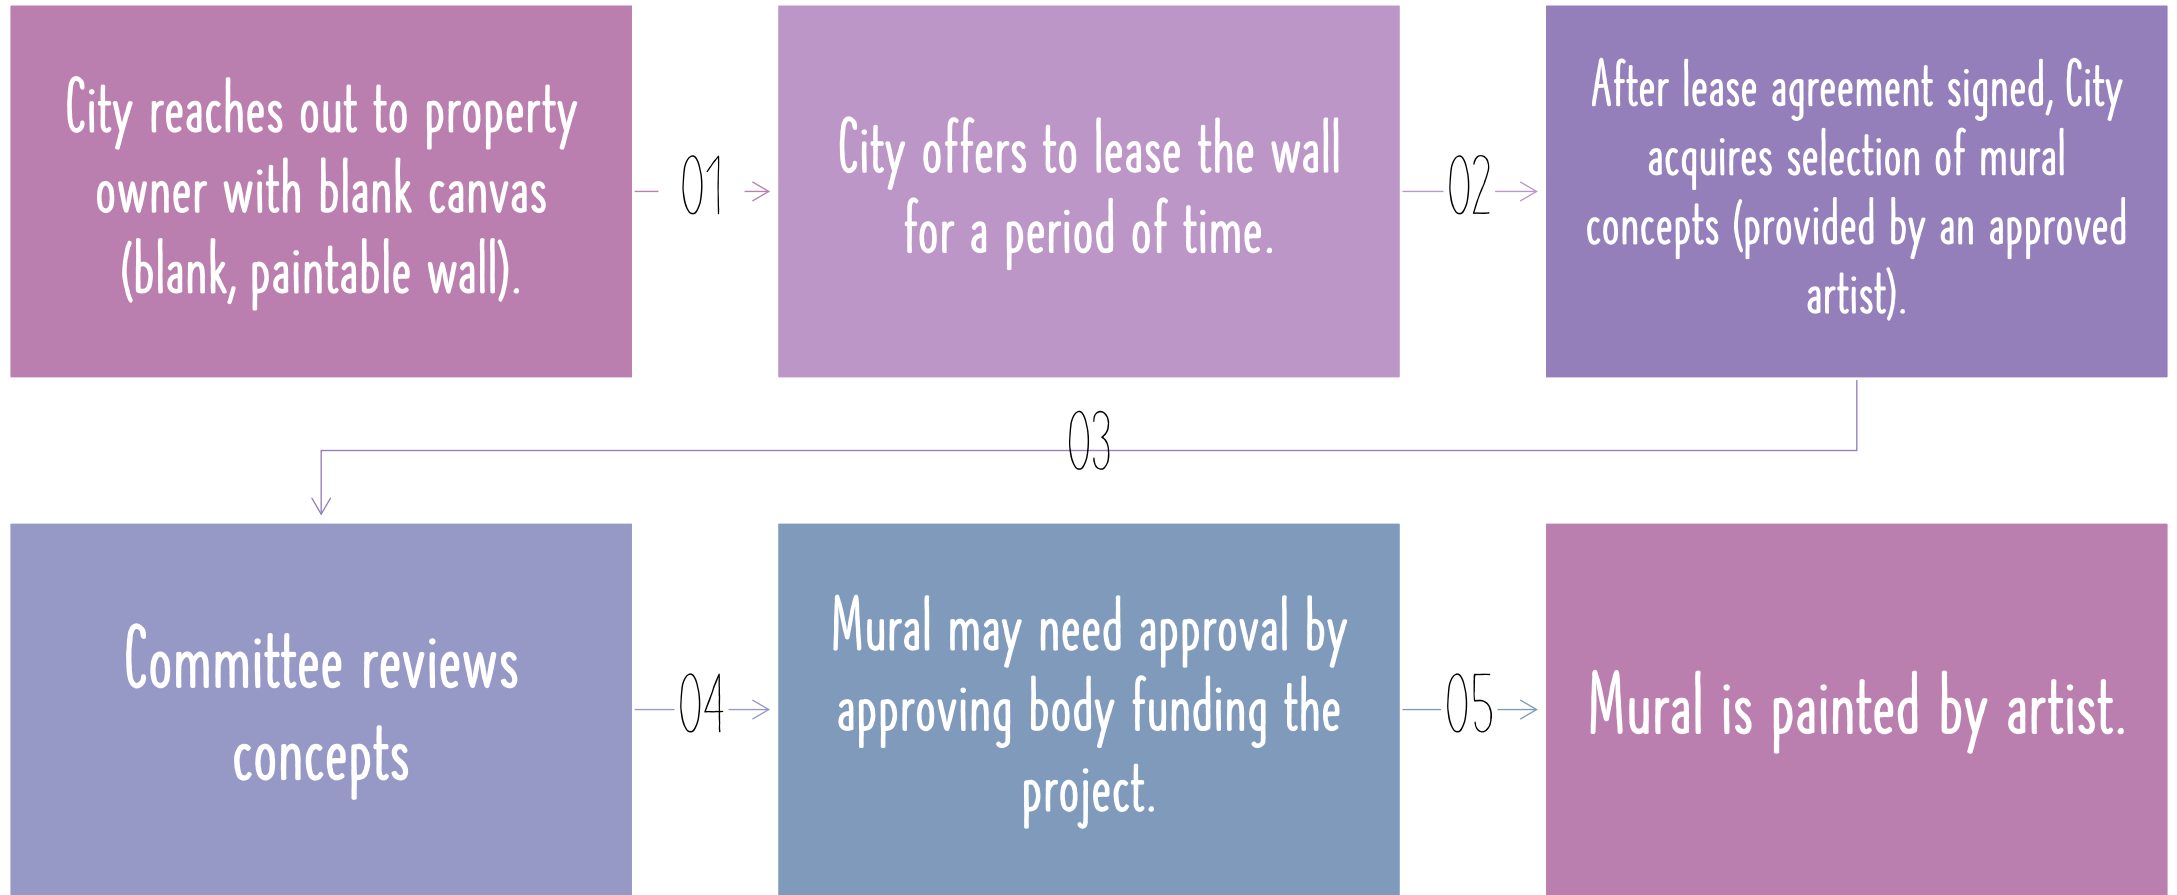 City reaches out to property
owner with blank canvas
(blank, paintable wall).
01
City offers to lease the wall
for a period of time.
02
After lease agreement signed, City
acquires selection of mural
concepts (provided by an approved
artist).
03
Committee reviews
concepts
04
Mural may need approval by
approving body funding the
project.
05
Mural is painted by artist.